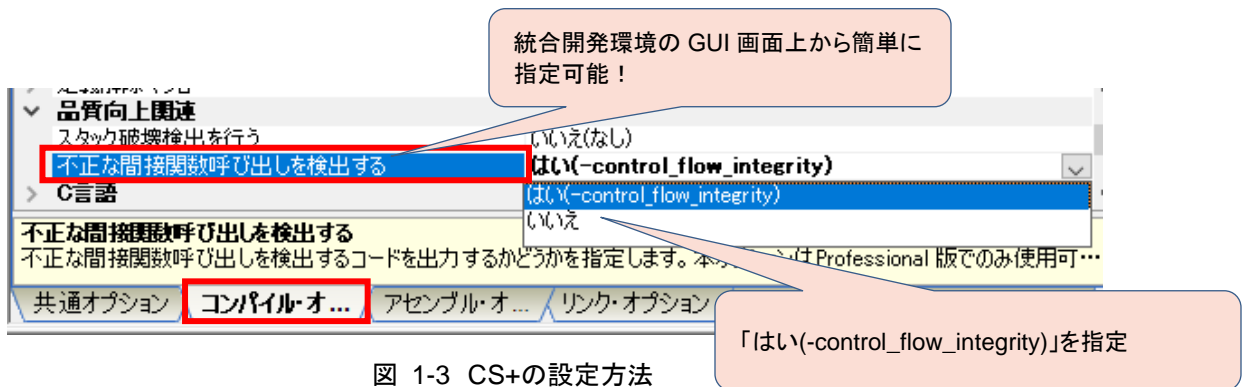 統合開発環境の GUI 画面上から簡単に
指定可能！
品質向上関連
スタック破壊検出を行う いいえ(なし)
不正な間接関数呼び出しを検出する はい(-control_flow_integrity)
C言語 はい(-control_flow_integrity)
いいえ
不正な間接関数呼び出しを検出する
不正な間接関数呼び出しを検出するコードを出力するかどうかを指定します。本 はProfessional 版でのみ使用可…
共通オプション コンパイル・オ... アセンブル・オ... リンク・オプション
「はい(-control_flow_integrity)」を指定
図 1-3 CS+の設定方法